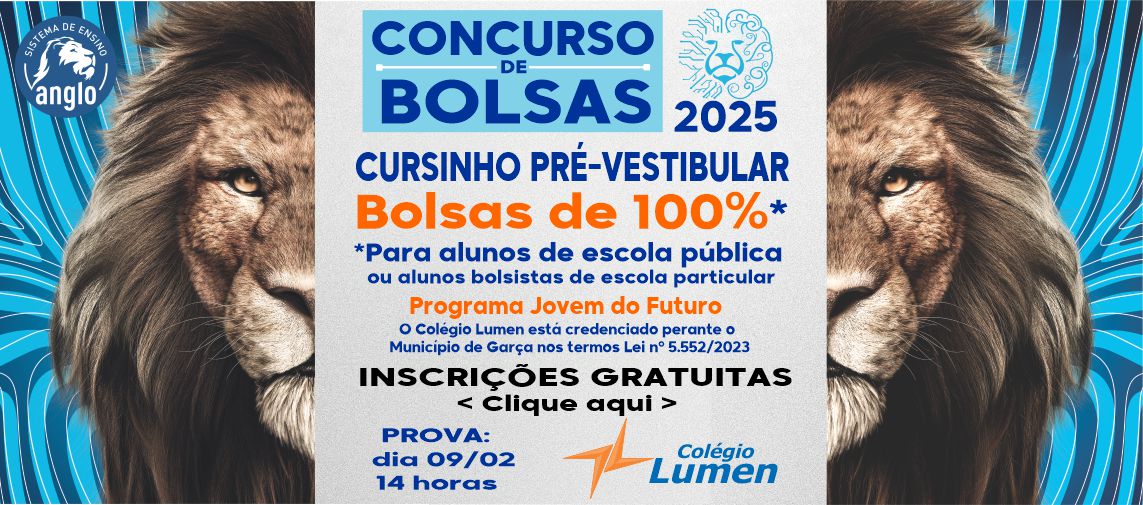 SISTEMA DE ENSINO
anglo
CONCURSO
DE
BOLSAS
2025
CURSINHO PRÉ-VESTIBULAR
Bolsas de 100%*
*Para alunos de escola pública
ou alunos bolsistas de escola particular
Programa Jovem do Futuro
O Colégio Lumen está credenciado perante o
Município de Garça nos termos Lei nº 5.552/2023
INSCRIÇÕES GRATUITAS
< Clique aqui >
PROVA:
dia 09/02
14 horas
Colégio
Lumen